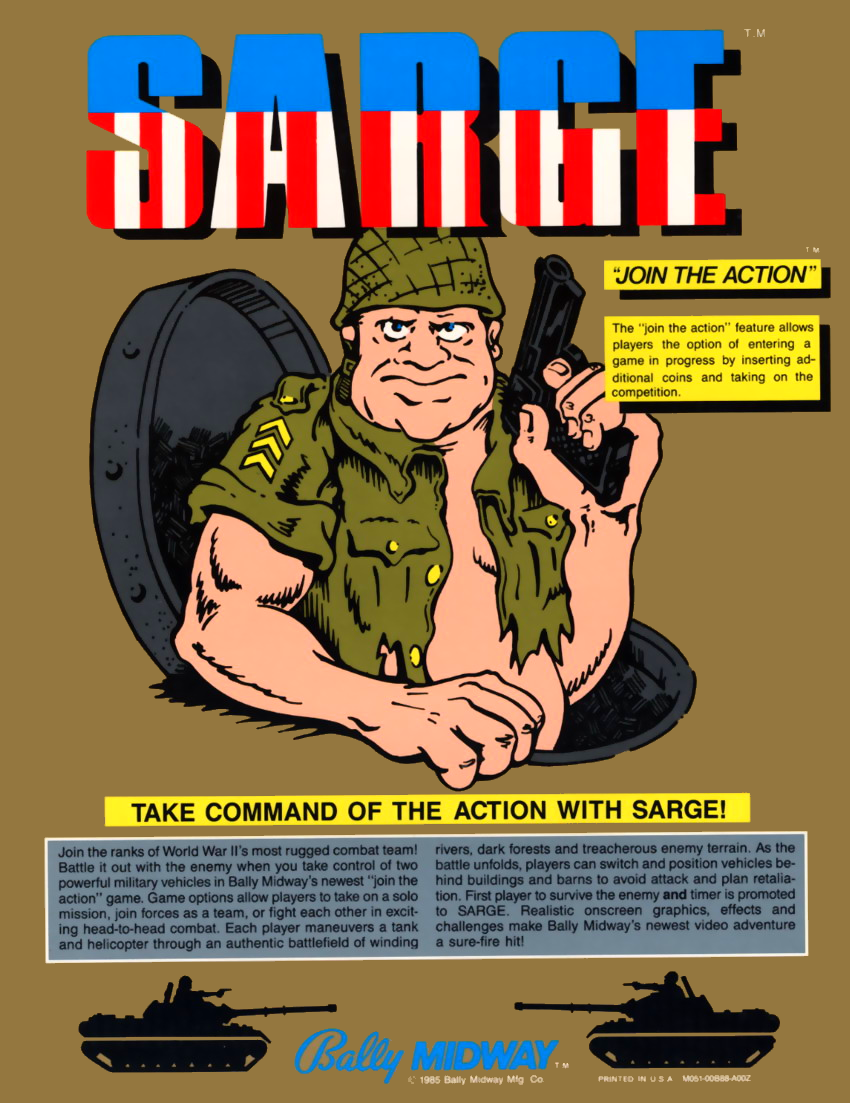 SARGE
T.M
TM
"JOIN THE ACTION"
The "join the action" feature allows
players the option of entering a
game in progress by inserting ad-
ditional coins and taking on the
competition.
TAKE COMMAND OF THE ACTION WITH SARGE!
Join the ranks of World War II's most rugged combat team!
Battle it out with the enemy when you take control of two
powerful military vehicles in Bally Midway's newest "join the
action" game. Game options allow players to take on a solo
mission, join forces as a team, or fight each other in excit-
ing head-to-head combat. Each player maneuvers a tank
and helicopter through an authentic battlefield of winding
rivers, dark forests and treacherous enemy terrain. As the
battle unfolds, players can switch and position vehicles be-
hind buildings and barns to avoid attack and plan retalia-
tion. First player to survive the enemy and timer is promoted
to SARGE. Realistic onscreen graphics, effects and
challenges make Bally Midway's newest video adventure
a sure-fire hit!
Bally MIDWAY TM
© 1985 Bally Midway Mfg Co
PRINTED IN U.S.A M051-00B88-A00Z